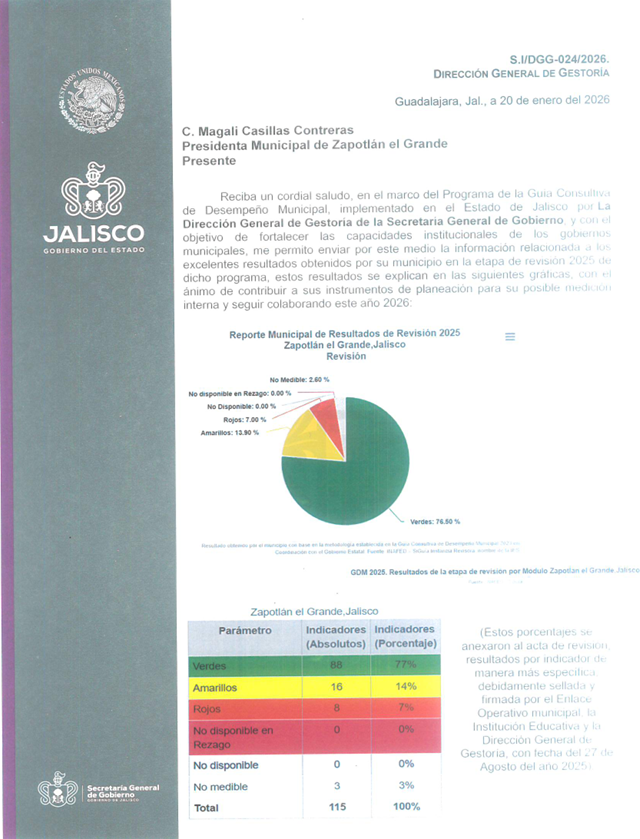 S.I/DGG-024/2026.
DIRECCIÓN GENERAL DE GESTORÍA
Guadalajara, Jal., a 20 de enero del 2026
ESTADOS UNIDOS MEXICANOS
JALISCO
GOBIERNO DEL ESTADO
C. Magali Casillas Contreras
Presidenta Municipal de Zapotlán el Grande
Presente
Reciba un cordial saludo, en el marco del Programa de la Guía Consultiva
de Desempeño Municipal, implementado en el Estado de Jalisco por La
Dirección General de Gestoria de la Secretaria General de Gobierno, y con el
objetivo de fortalecer las capacidades institucionales de los gobiernos
municipales, me permito enviar por este medio la información relacionada a los
excelentes resultados obtenidos por su municipio en la etapa de revisión 2025 de
dicho programa, estos resultados se explican en las siguientes gráficas, con el
ánimo de contribuir a sus instrumentos de planeación para su posible medición
interna y seguir colaborando este año 2026:
Reporte Municipal de Resultados de Revisión 2025
Zapotlán el Grande,Jalisco
Revisión
No Medible: 2.60 %
No disponible en Rezago: 0.00 %
No Disponible: 0.00 %
Rojos: 7.00 %
Amarillos: 13.90 %
Verdes: 76.50 %
Resultado obtenido por el municipio con base en la metodología establecida en la Guía Consultiva de Desempeño Municipal
GDM 2025. Resultados de la etapa de revisión por Modulo Zapotlán el Grande Jalisco
Zapotlan el Grande,Jalisco
Parámetro Indicadores (Absolutos) Indicadores (Porcentaje)
Verdes 88 77%
Amarillos 16 14%
Rojos 8 7%
No disponible en Rezago 0 0%
No disponible 0 0%
No medible 3 3%
Total 115 100%
(Estos porcentajes se
anexaron al acta de revisión,
resultados por indicador de
manera más especifica,
debidamente sellada y
firmada por el Enlace
Operativo municipal, la
Institución Educativa y la
Dirección General de
Gestoría, con fecha del 27 de
Agosto del año 2025)
Secretaría General
de Gobierno
GOBIERNO DE JALISCO